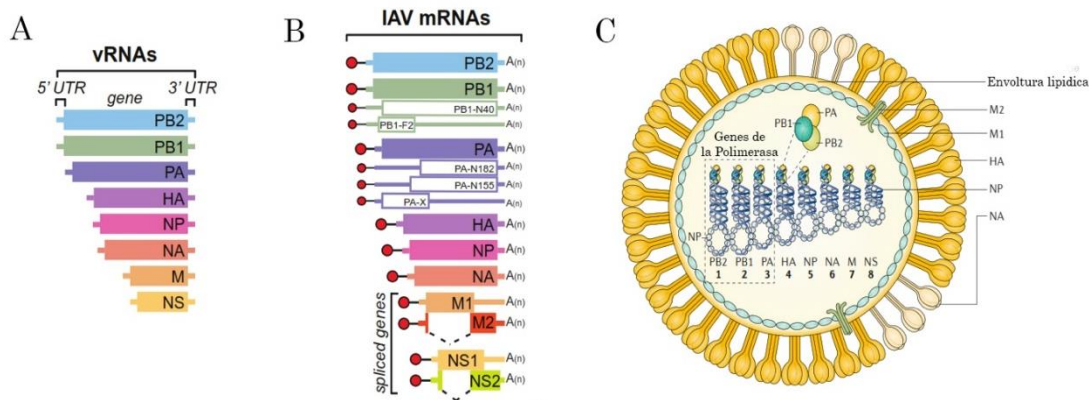 A
vRNAs
5' UTR
3' UTR
gene
PB2
PB1
PA
HA
NP
NA
M
NS
B
IAV mRNAs
PB2 A(n)
PB1 A(n)
PB1-N40 A(n)
PB1-F2 A(n)
PA A(n)
PA-N182 A(n)
PA-N155 A(n)
PA-X A(n)
HA A(n)
NP A(n)
NA A(n)
spliced genes
M1 A(n)
M2 A(n)
NS1 A(n)
NS2 A(n)
C
Envoltura lipidica
M2
M1
HA
NP
NA
PB1
PA
PB2
Genes de
la Polimerasa
NP
PB2 PB1 PA HA NP NA M NS
1 2 3 4 5 6 7 8